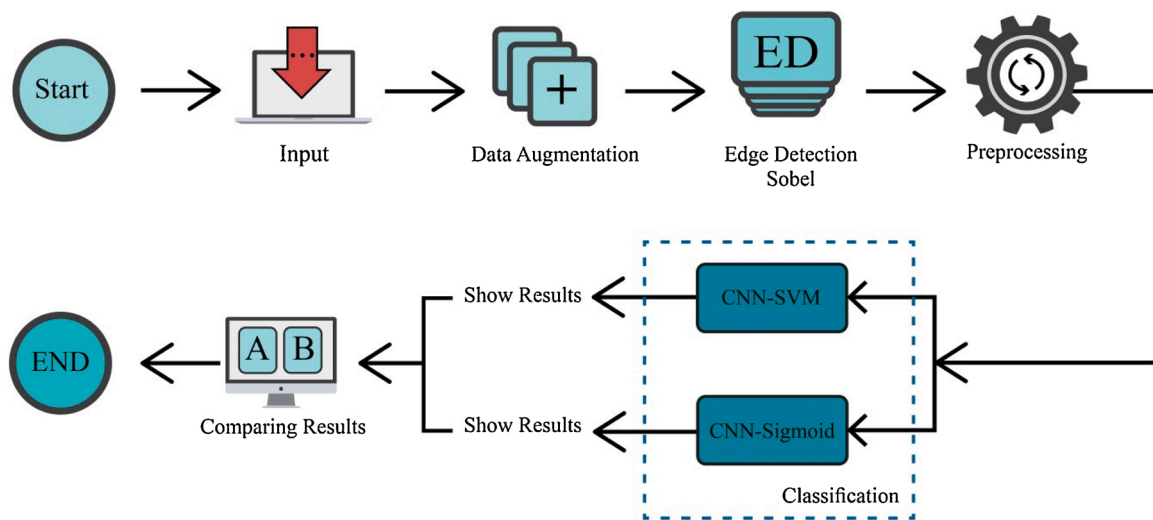 Start
...
+
ED
Input
Data Augmentation
Edge Detection
Sobel
Preprocessing
CNN-SVM
Show Results
END
A B
Comparing Results
Show Results
CNN-Sigmoid
Classification